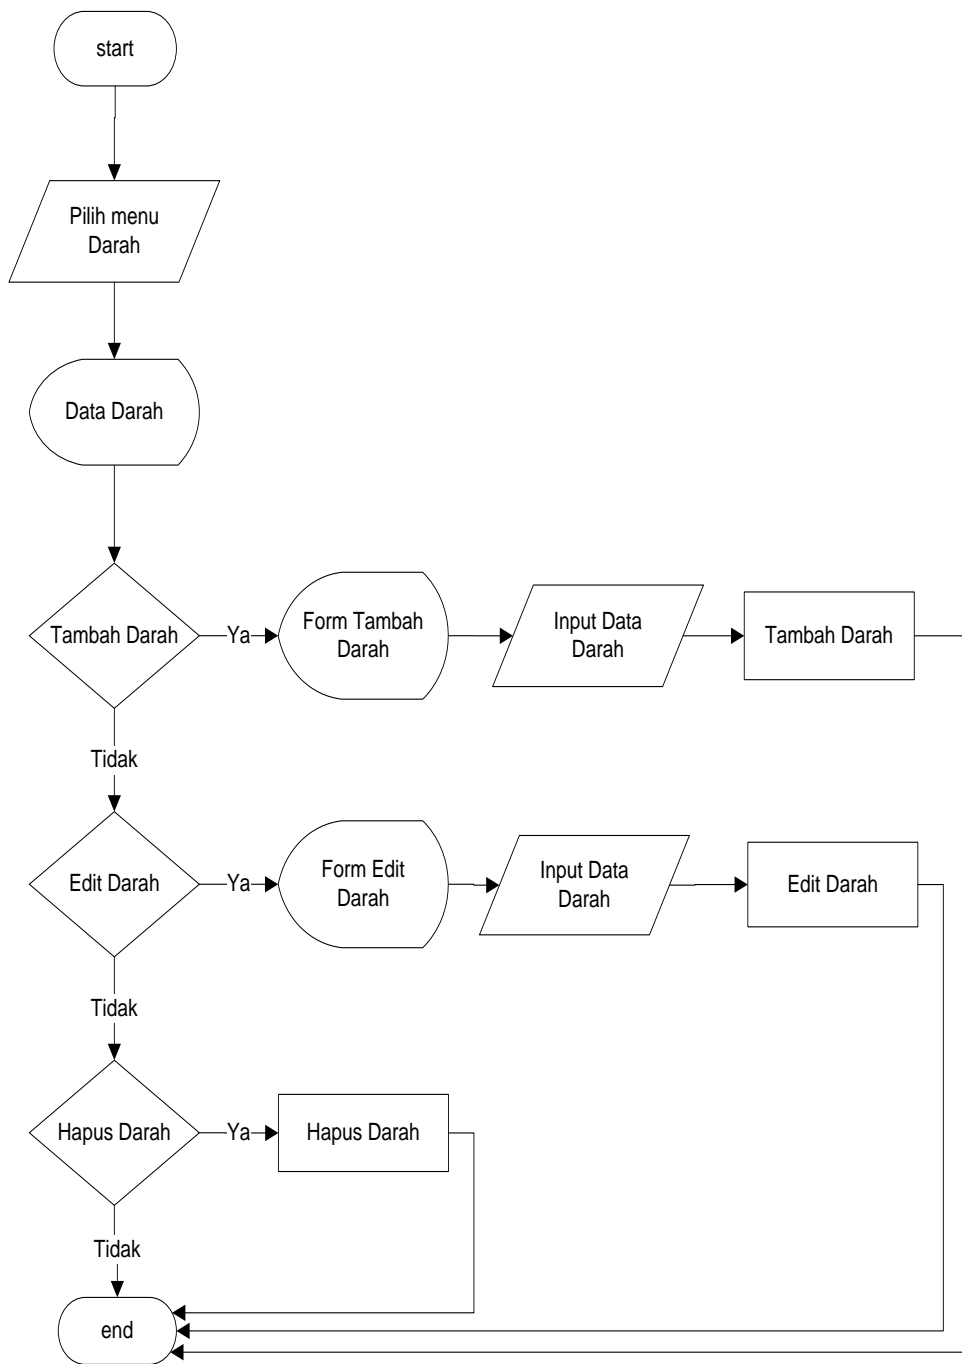 start
Pilih menu
Darah
Data Darah
Tambah Darah
Ya
Form Tambah
Darah
Input Data
Darah
Tambah Darah
Tidak
Edit Darah
Ya
Form Edit
Darah
Input Data
Darah
Edit Darah
Tidak
Hapus Darah
Ya
Hapus Darah
Tidak
end